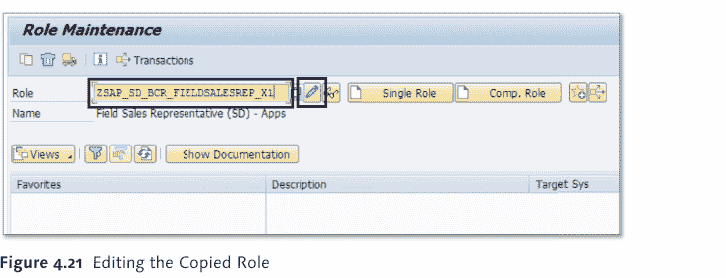 Role Maintenance
Transactions
Role ZSAP_SD_BCR_FIELDSALESREP_X1 Single Role Comp. Role
Name Field Sales Representative (SD) - Apps
Views Show Documentation
Favorites Description Target Sys
Figure 4.21 Editing the Copied Role